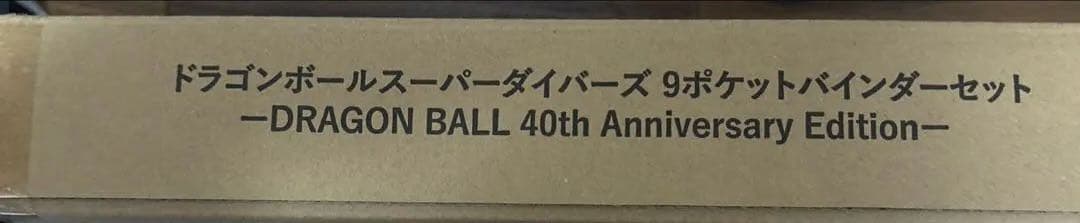 ドラゴンボールスーパーダイバーズ 9ポケットバインダーセット
ーDRAGON BALL 40th Anniversary Editionー